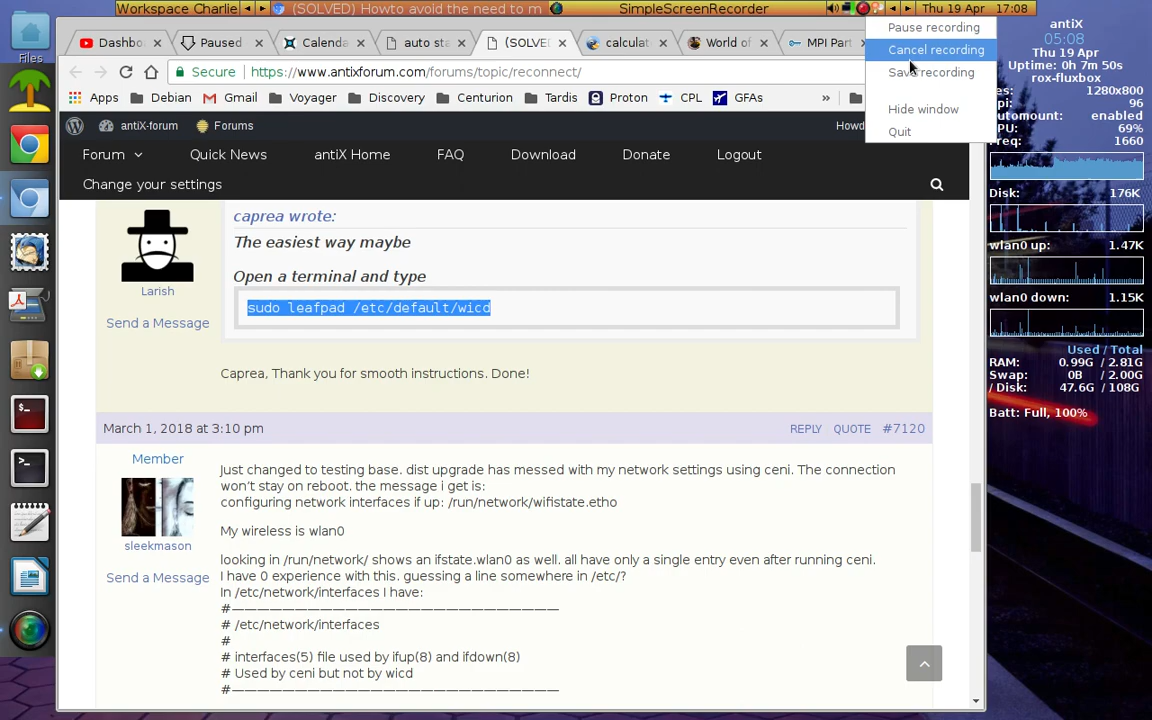 Workspace Charlie
(SOLVED) Howto avoid the need to m
SimpleScreenRecorder
Thu 19 Apr 17:08
Pause recording
Cancel recording
Save recording
Hide window
Quit
antiX
05:08
Thu 19 Apr
Uptime: 0h 7m 50s
rox-fluxbox
es: 1280x800
pi: 96
utomount: enabled
PU: 69%
req: 1660
Disk: 176K
wlan0 up: 1.47K
wlan0 down: 1.15K
Used / Total
RAM: 0.99G / 2.81G
Swap: 0B / 2.00G
/ Disk: 47.6G / 108G
Batt: Full, 100%
Files
Dashbo
Paused
Calenda
auto sta
(SOLVE
calculat
World of
MPI Part
Secure
https://www.antixforum.com/forums/topic/reconnect/
Apps
Debian
Gmail
Voyager
Discovery
Centurion
Tardis
Proton
CPL
GFAs
»
antiX-forum
Forums
Howd
Forum
Quick News
antiX Home
FAQ
Download
Donate
Logout
Change your settings
Larish
Send a Message
caprea wrote:
The easiest way maybe
Open a terminal and type
sudo leafpad /etc/default/wicd
Caprea, Thank you for smooth instructions. Done!
March 1, 2018 at 3:10 pm
REPLY
QUOTE
#7120
Member
sleekmason
Send a Message
Just changed to testing base. dist upgrade has messed with my network settings using ceni. The connection
won't stay on reboot. the message i get is:
configuring network interfaces if up: /run/network/wifistate.etho
My wireless is wlan0
looking in /run/network/ shows an ifstate.wlan0 as well. all have only a single entry even after running ceni.
I have 0 experience with this. guessing a line somewhere in /etc/?
In /etc/network/interfaces I have:
#—————————————————————————
# /etc/network/interfaces
#
# interfaces(5) file used by ifup(8) and ifdown(8)
# Used by ceni but not by wicd
#—————————————————————————